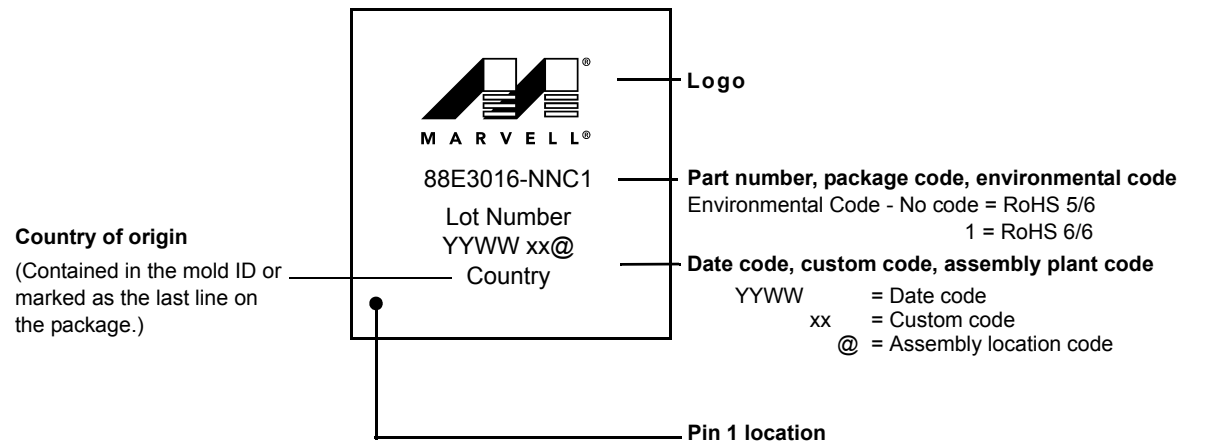 ®
MARVELL®
88E3016-NNC1
Lot Number
YYWW xx@
Country
Logo
Part number, package code, environmental code
Environmental Code - No code = RoHS 5/6
1 = RoHS 6/6
Country of origin
(Contained in the mold ID or
marked as the last line on
the package.)
Date code, custom code, assembly plant code
YYWW = Date code
xx = Custom code
@ = Assembly location code
Pin 1 location